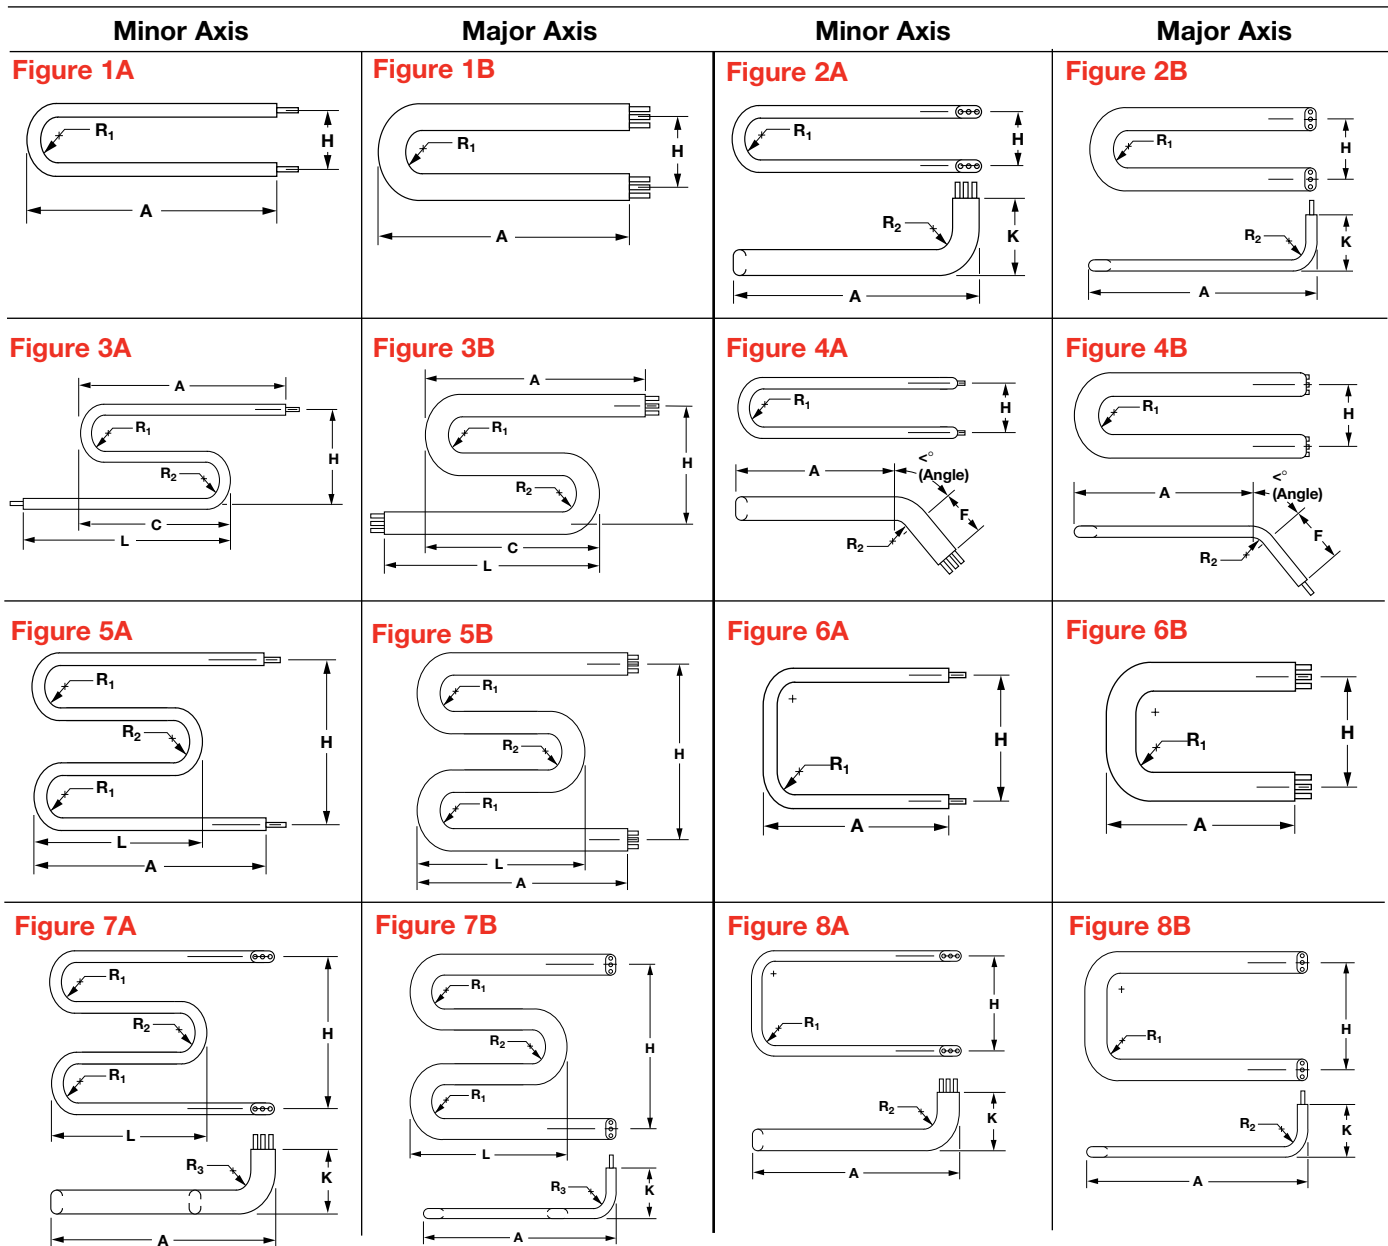 Minor Axis Major Axis Minor Axis Major Axis
Figure 1A
R1
H
A
Figure 1B
R1
H
A
Figure 2A
R1
H
R2
K
A
Figure 2B
R1
H
R2
K
A
Figure 3A
A
R1
H
R2
C
L
Figure 3B
A
R1
H
R2
C
L
Figure 4A
R1
H
A
<°
(Angle)
F
R2
Figure 4B
R1
H
A
<°
(Angle)
F
R2
Figure 5A
R1
R2
H
R1
L
A
Figure 5B
R1
R2
H
R1
L
A
Figure 6A
H
R1
A
Figure 6B
H
R1
A
Figure 7A
R1
R2
H
R1
L
R3
K
A
Figure 7B
R1
R2
H
R1
L
R3
K
A
Figure 8A
H
R1
R2
K
A
Figure 8B
H
R1
R2
K
A